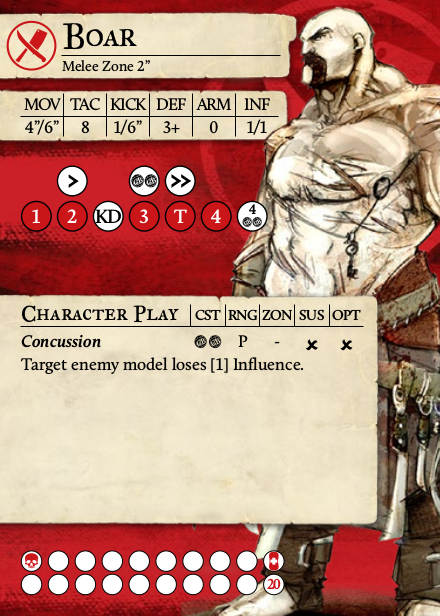 BOAR
Melee Zone 2”
MOV TAC KICK DEF ARM INF
4”/6” 8 1/6” 3+ 0 1/1
> >>
1 2 KD 3 T 4 4
CHARACTER PLAY CST RNG ZON SUS OPT
Concussion P - × ×
Target enemy model loses [1] Influence.
20